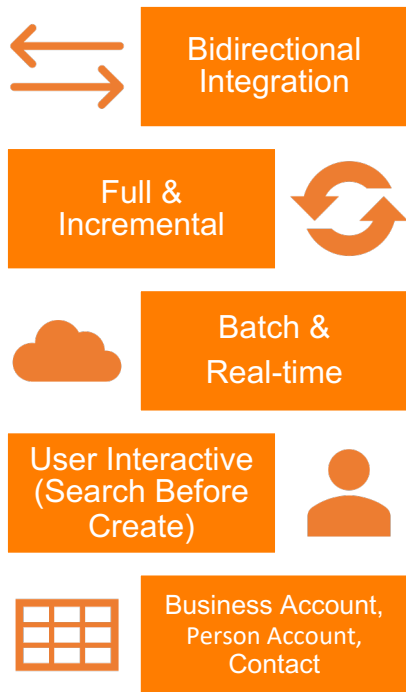 Bidirectional
Integration
Full &
Incremental
Batch &
Real-time
User Interactive
(Search Before
Create)
Business Account,
Person Account,
Contact